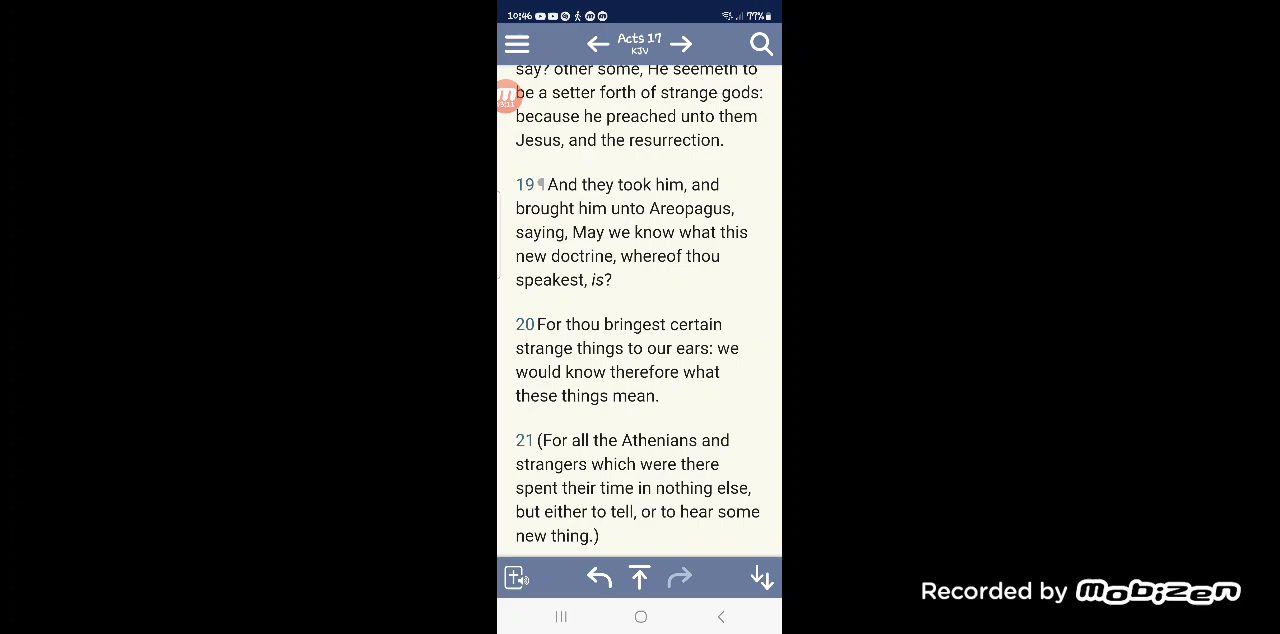 10:46
77%
Acts 17
KJV
say? other some, He seemeth to
be a setter forth of strange gods:
because he preached unto them
Jesus, and the resurrection.
19 ¶ And they took him, and
brought him unto Areopagus,
saying, May we know what this
new doctrine, whereof thou
speakest, is?
20 For thou bringest certain
strange things to our ears: we
would know therefore what
these things mean.
21 (For all the Athenians and
strangers which were there
spent their time in nothing else,
but either to tell, or to hear some
new thing.)
Recorded by mobizen